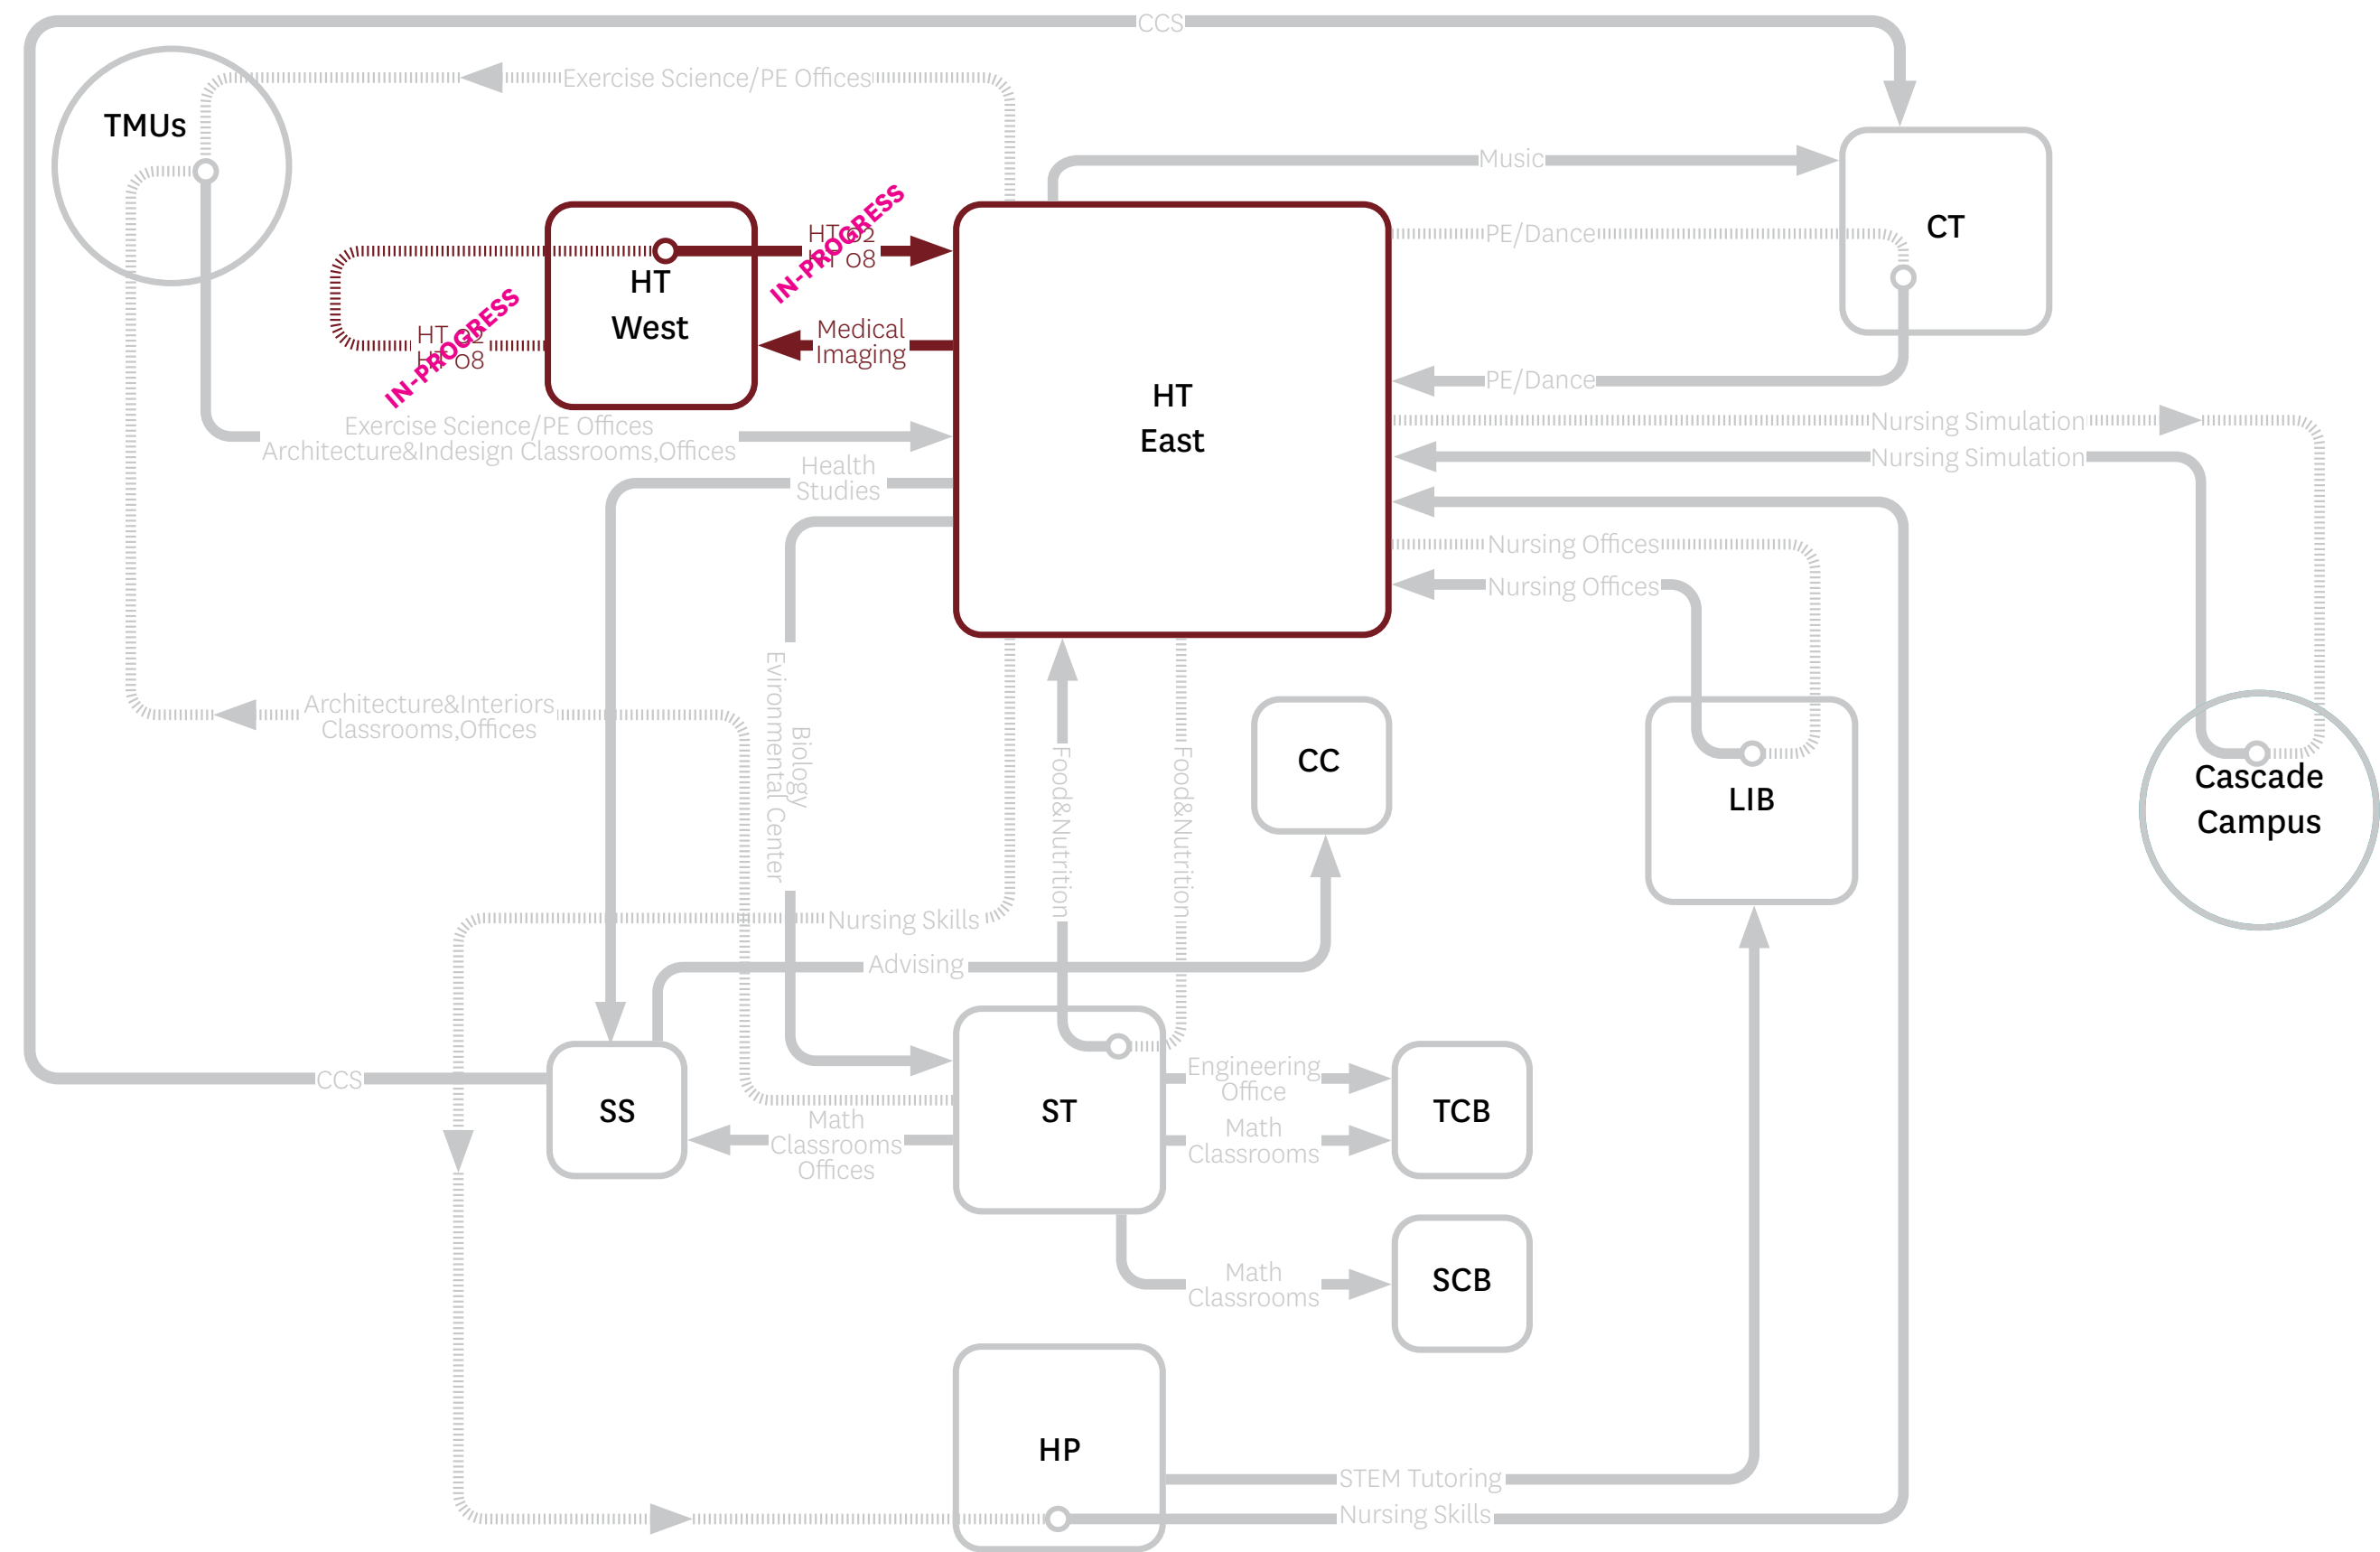 CCS
Exercise Science/PE Offices
TMUs
Music
CT
PE/Dance
HT 02
HT 08
IN-PROGRESS
HT
West
HT 02
HT 08
IN-PROGRESS
Medical
Imaging
HT
East
PE/Dance
Exercise Science/PE Offices
Architecture&Indesign Classrooms,Offices
Nursing Simulation
Nursing Simulation
Health
Studies
Nursing Offices
Nursing Offices
Architecture&Interiors
Classrooms,Offices
Biology
Evironmental Center
Food&Nutrition
Food&Nutrition
CC
LIB
Cascade
Campus
Nursing Skills
Advising
CCS
SS
Math
Classrooms
Offices
ST
Engineering
Office
Math
Classrooms
TCB
Math
Classrooms
SCB
HP
STEM Tutoring
Nursing Skills